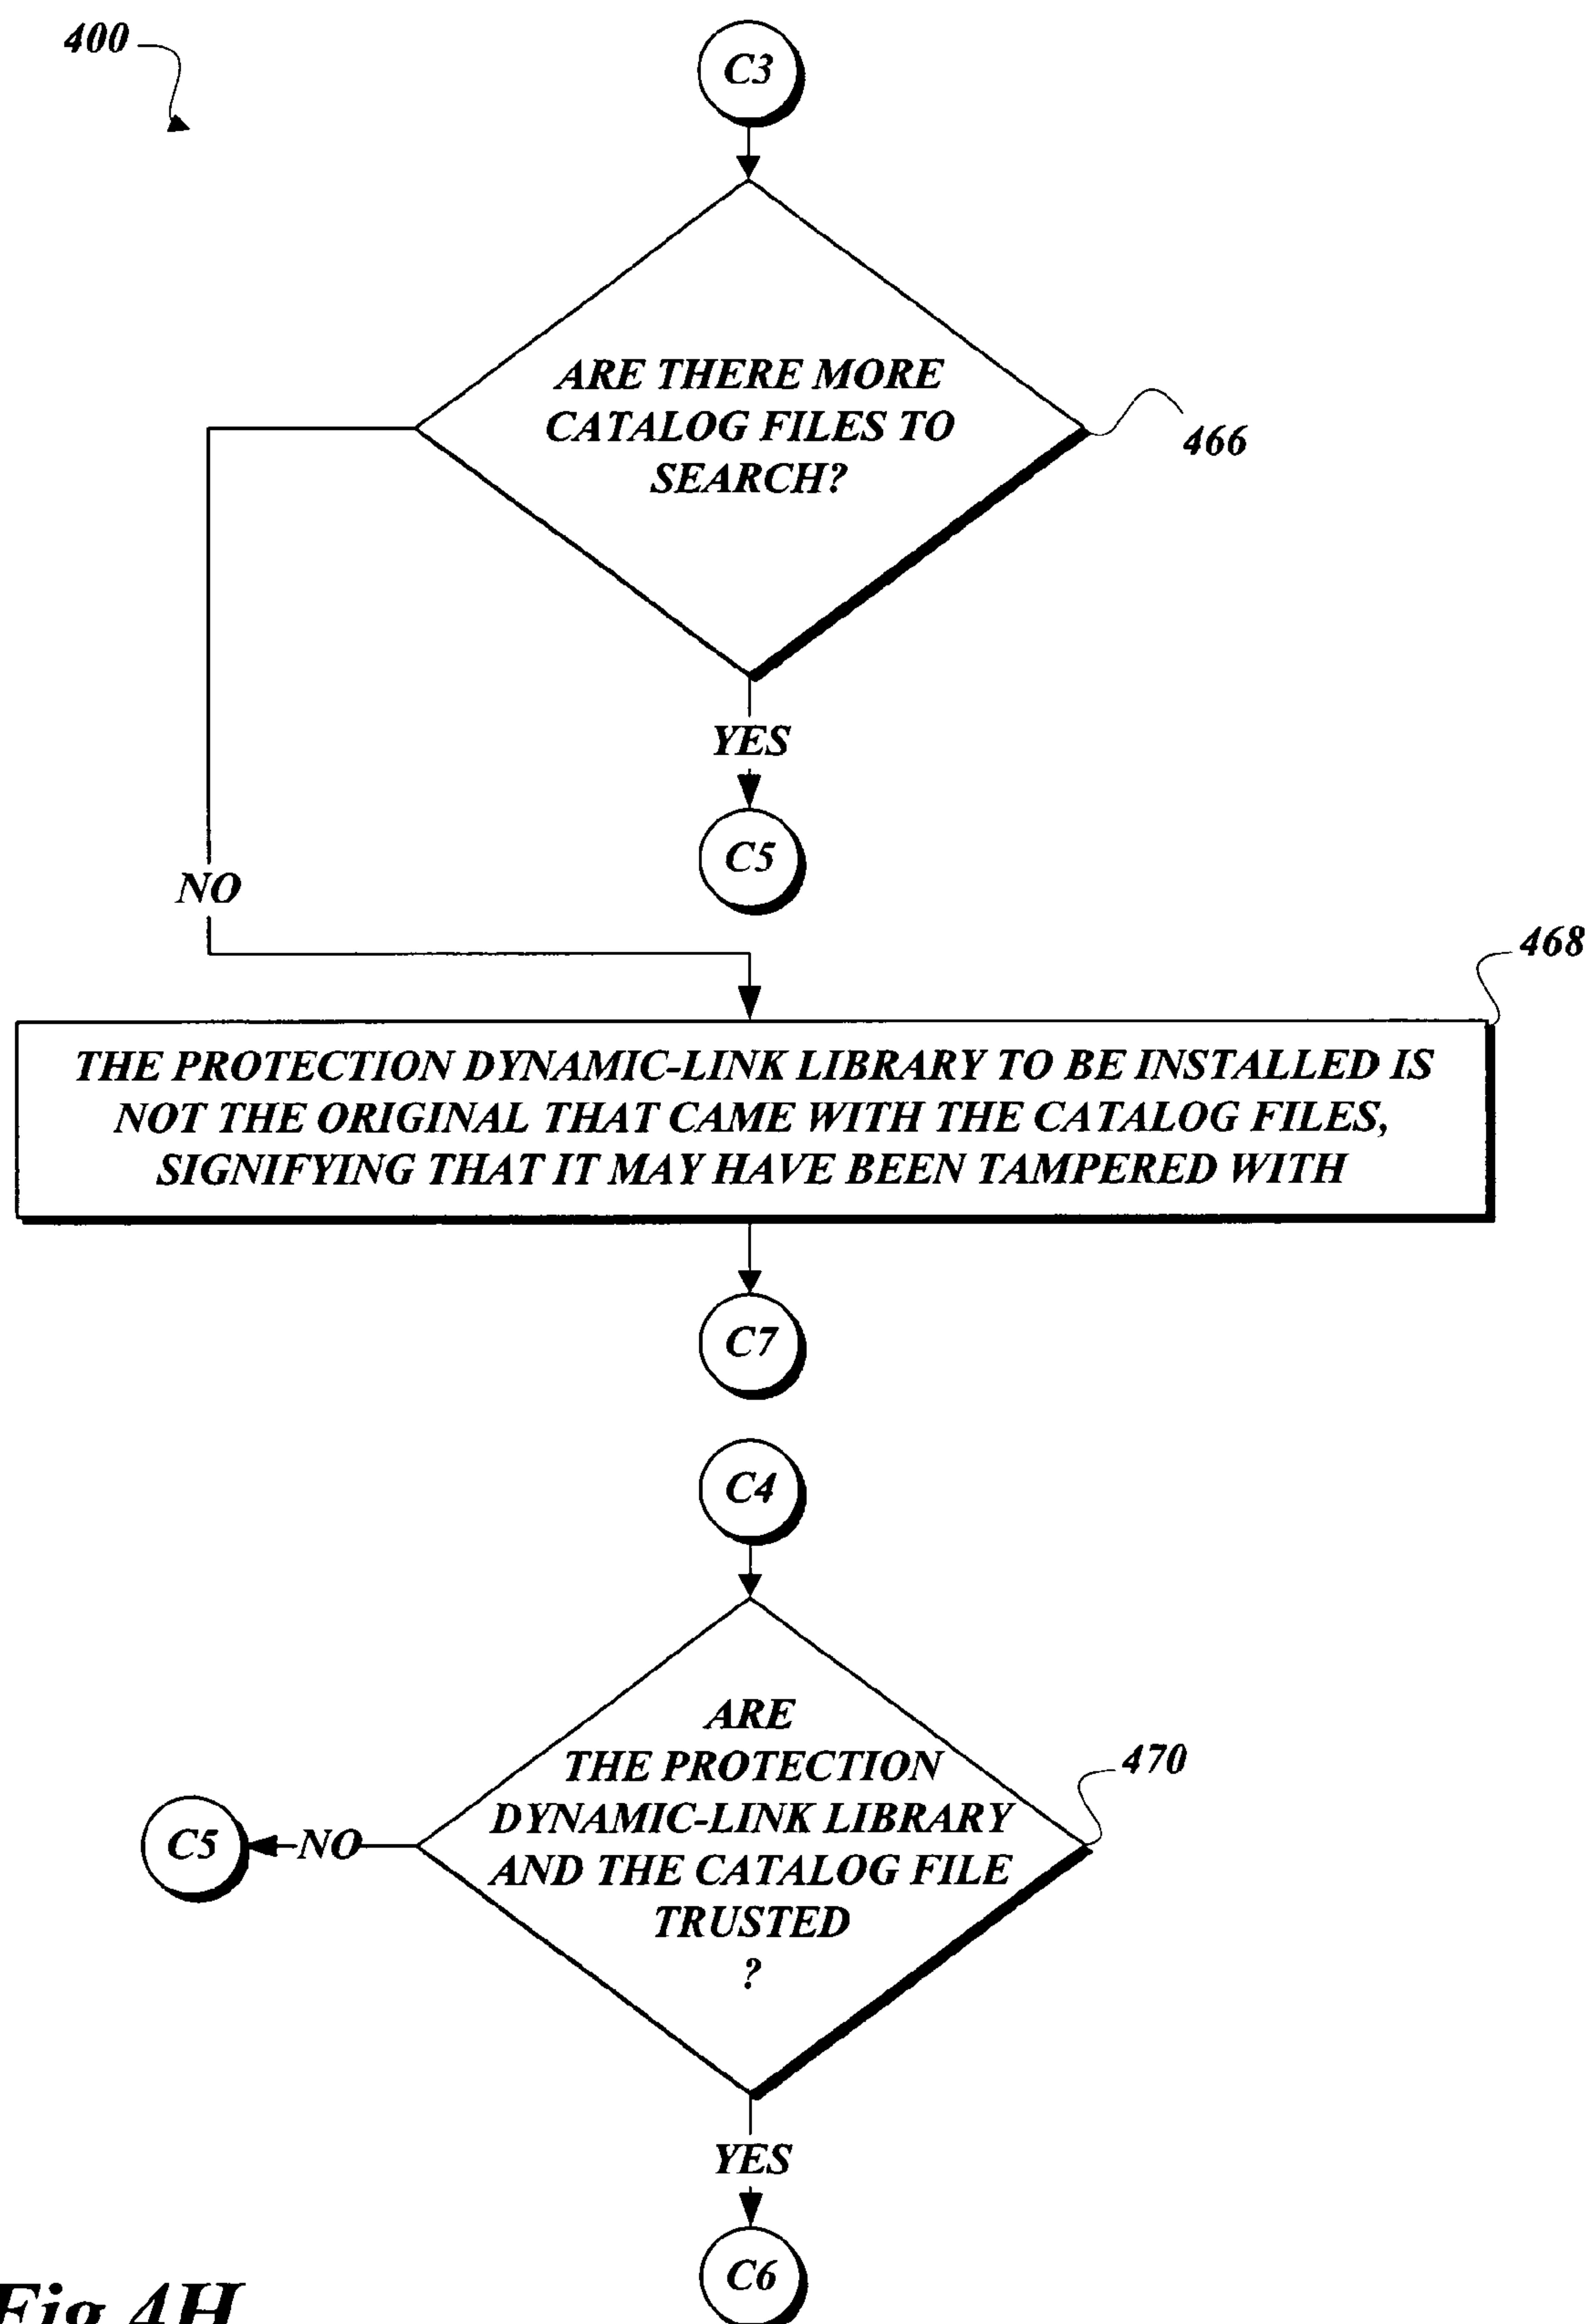 400
C3
ARE THERE MORE
CATALOG FILES TO
SEARCH?
466
YES
C5
NO
468
THE PROTECTION DYNAMIC-LINK LIBRARY TO BE INSTALLED IS
NOT THE ORIGINAL THAT CAME WITH THE CATALOG FILES,
SIGNIFYING THAT IT MAY HAVE BEEN TAMPERED WITH
C7
C4
ARE
THE PROTECTION
DYNAMIC-LINK LIBRARY
AND THE CATALOG FILE
TRUSTED
?
470
C5
NO
YES
C6
Fig.4H.